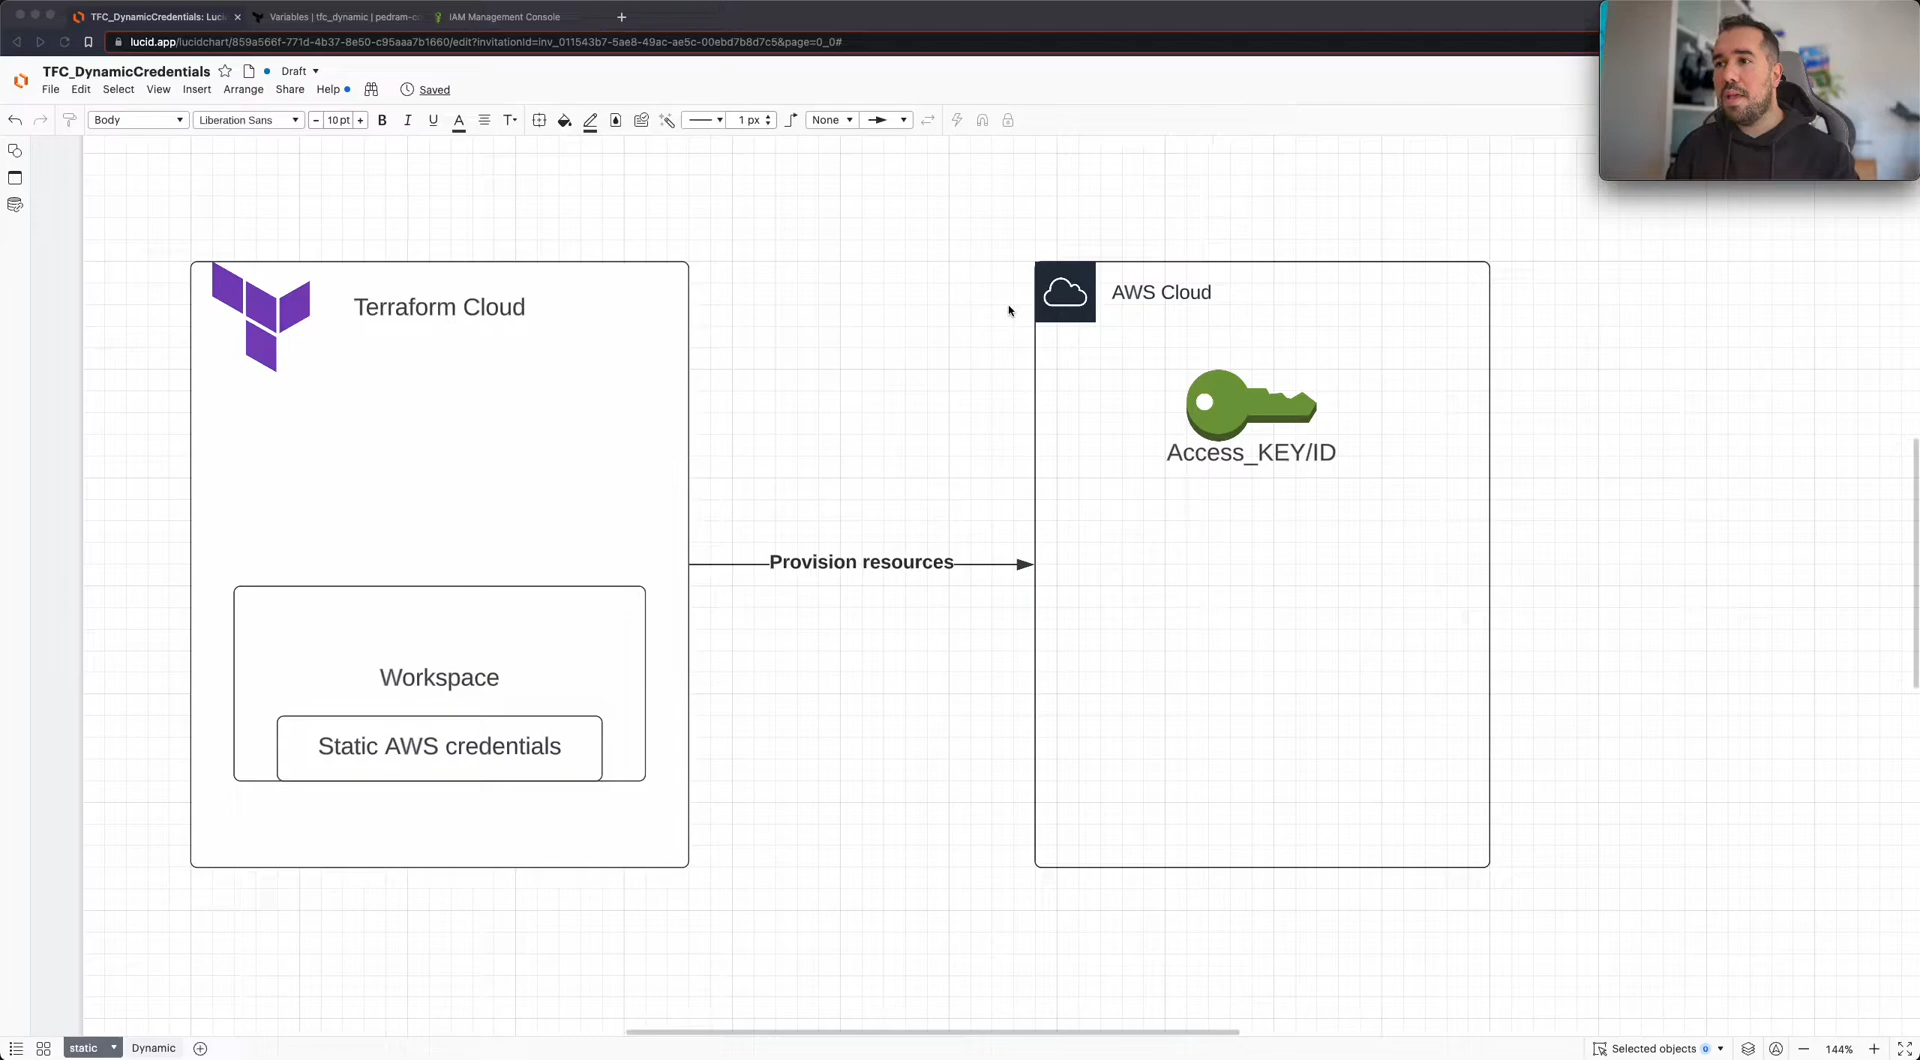 TFC_DynamicCredentials: Luci
Variables | tfc_dynamic | pedram-c
IAM Management Console
lucid.app/lucidchart/859a566f-771d-4b37-8e50-c95aaa7b1660/edit?invitationId=inv_011543b7-5ae8-49ac-ae5c-00ebd7b8d7c5&page=0_0#
TFC_DynamicCredentials
Draft
File Edit Select View Insert Arrange Share Help
Saved
Body
Liberation Sans
10 pt
B I U A T
1 px
None
Terraform Cloud
AWS Cloud
Access_KEY/ID
Provision resources
Workspace
Static AWS credentials
static
Dynamic
Selected objects 0
144%